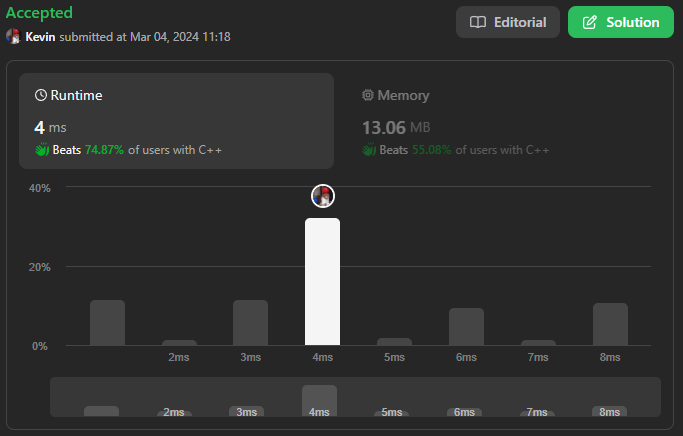 Accepted
Editorial
Solution
Kevin submitted at Mar 04, 2024 11:18
Runtime
Memory
4 ms
13.06 MB
Beats 74.87% of users with C++
Beats 55.08% of users with C++
40%
20%
0%
2ms 3ms 4ms 5ms 6ms 7ms 8ms
2ms 3ms 4ms 5ms 6ms 7ms 8ms